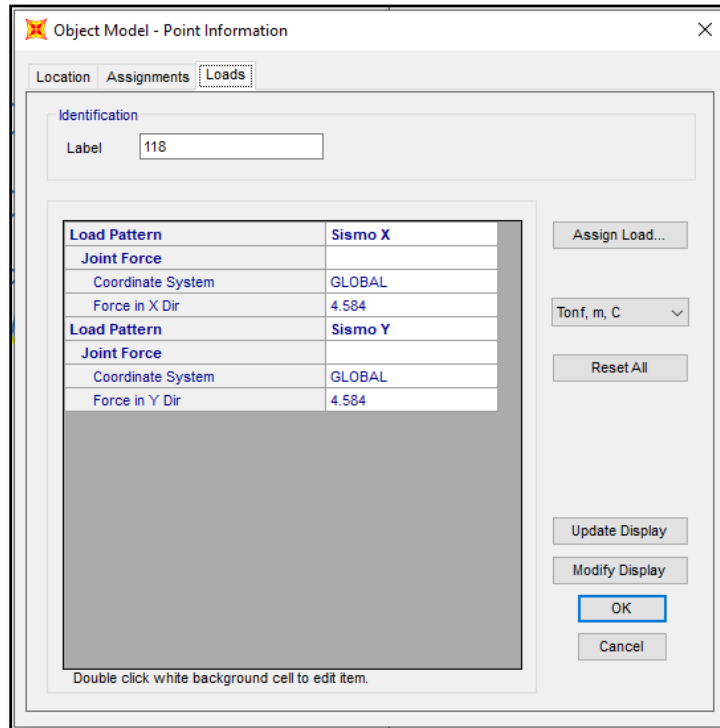 Object Model - Point Information
Location Assignments Loads
Identification
Label 118
Load Pattern Sismo X
Joint Force
Coordinate System GLOBAL
Force in X Dir 4.584
Load Pattern Sismo Y
Joint Force
Coordinate System GLOBAL
Force in Y Dir 4.584
Assign Load...
Tonf, m, C
Reset All
Update Display
Modify Display
OK
Cancel
Double click white background cell to edit item.